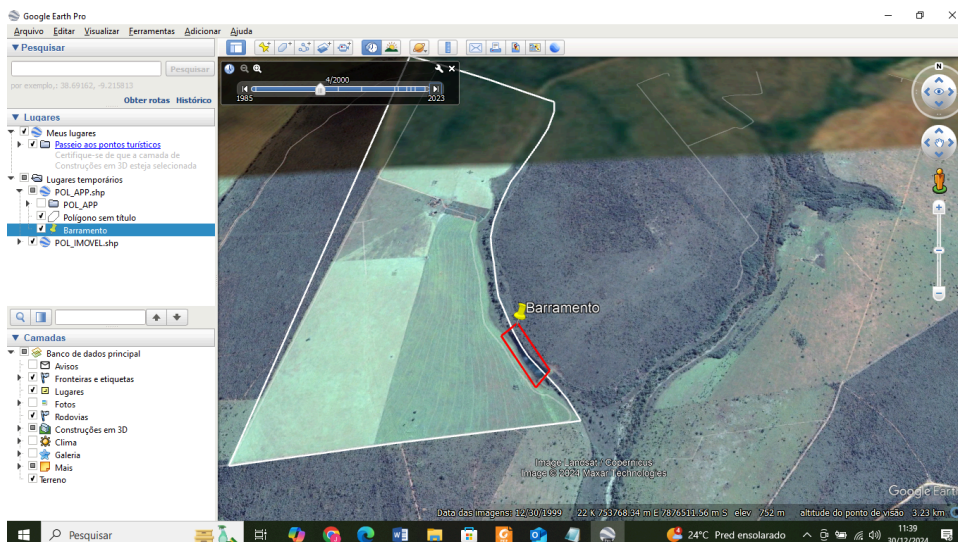 Google Earth Pro
Arquivo Editar Visualizar Ferramentas Adicionar Ajuda
Pesquisar
Pesquisar
por exemplo,: 38.69162, -9.215813
Obter rotas Histórico
Lugares
Meus lugares
Passeio aos pontos turísticos
Certifique-se de que a camada de
Construções em 3D esteja selecionada
Lugares temporários
POL_APP.shp
POL_APP
Polígono sem título
Barramento
POL_IMOVEL.shp
Camadas
Banco de dados principal
Avisos
Fronteiras e etiquetas
Lugares
Fotos
Rodovias
Construções em 3D
Clima
Galeria
Mais
Terreno
4/2000
1985 2023
N
Barramento
Image Landsat / Copernicus
Image © 2024 Maxar Technologies
Google Earth
Data das imagens: 12/30/1999 22 K 753768.34 m E 7876511.56 m S elev 752 m altitude do ponto de visão 3.23 km
Pesquisar
24°C Pred ensolarado
11:39
30/12/2024